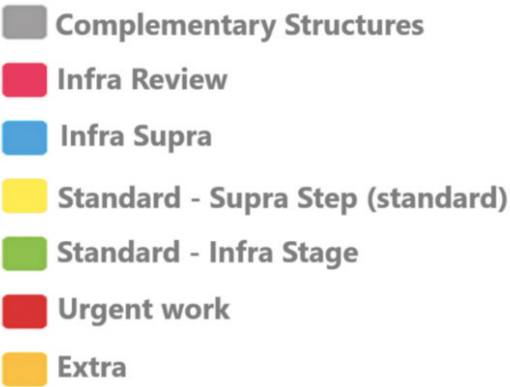 Complementary Structures
Infra Review
Infra Supra
Standard - Supra Step (standard)
Standard - Infra Stage
Urgent work
Extra